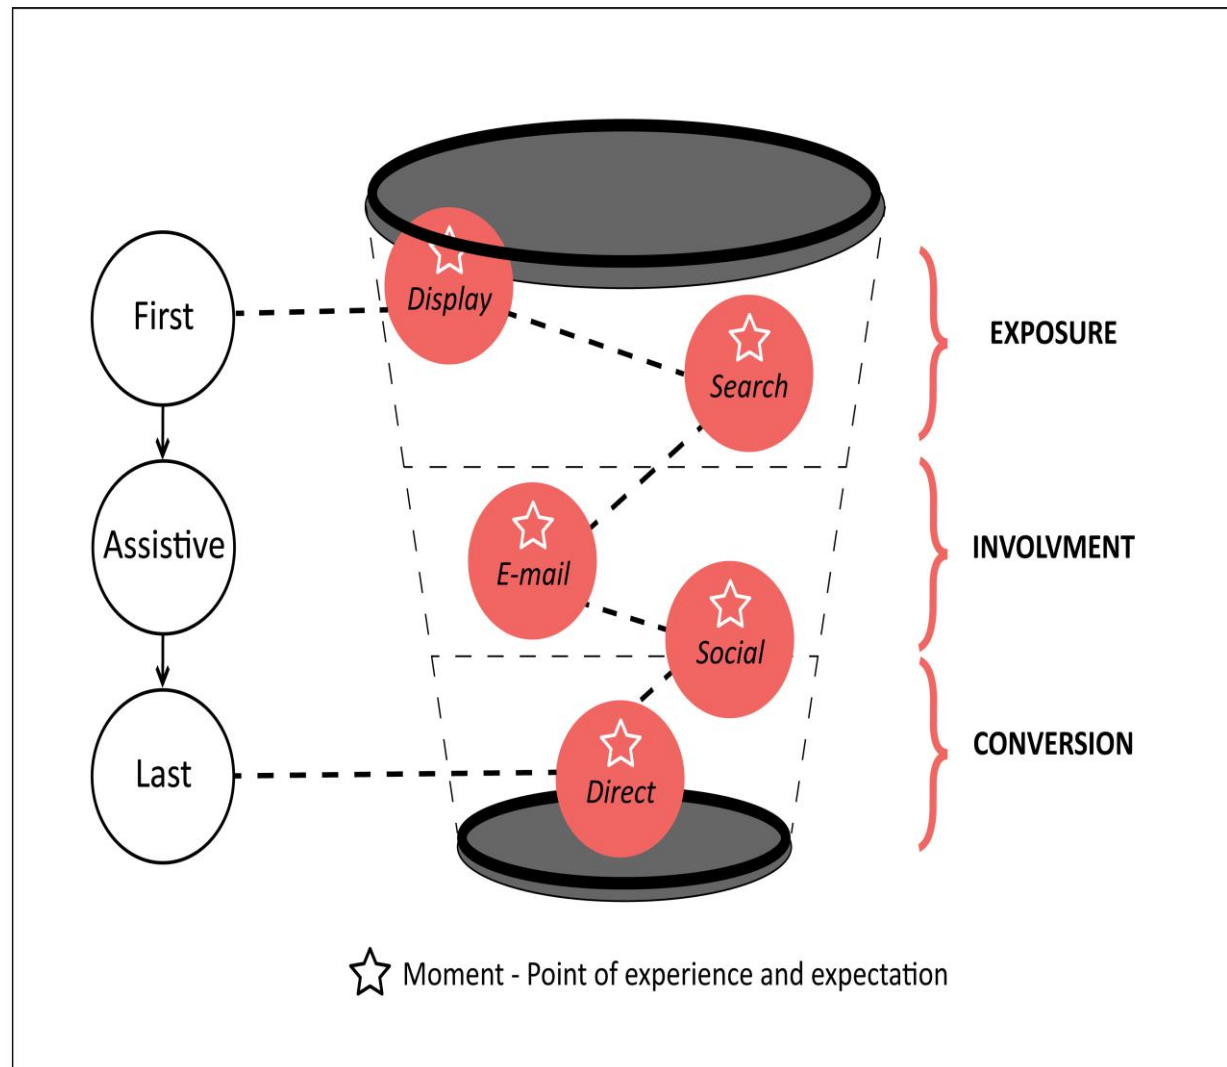 First
Display
Search
EXPOSURE
Assistive
E-mail
Social
INVOLVMENT
Last
Direct
CONVERSION
Moment - Point of experience and expectation